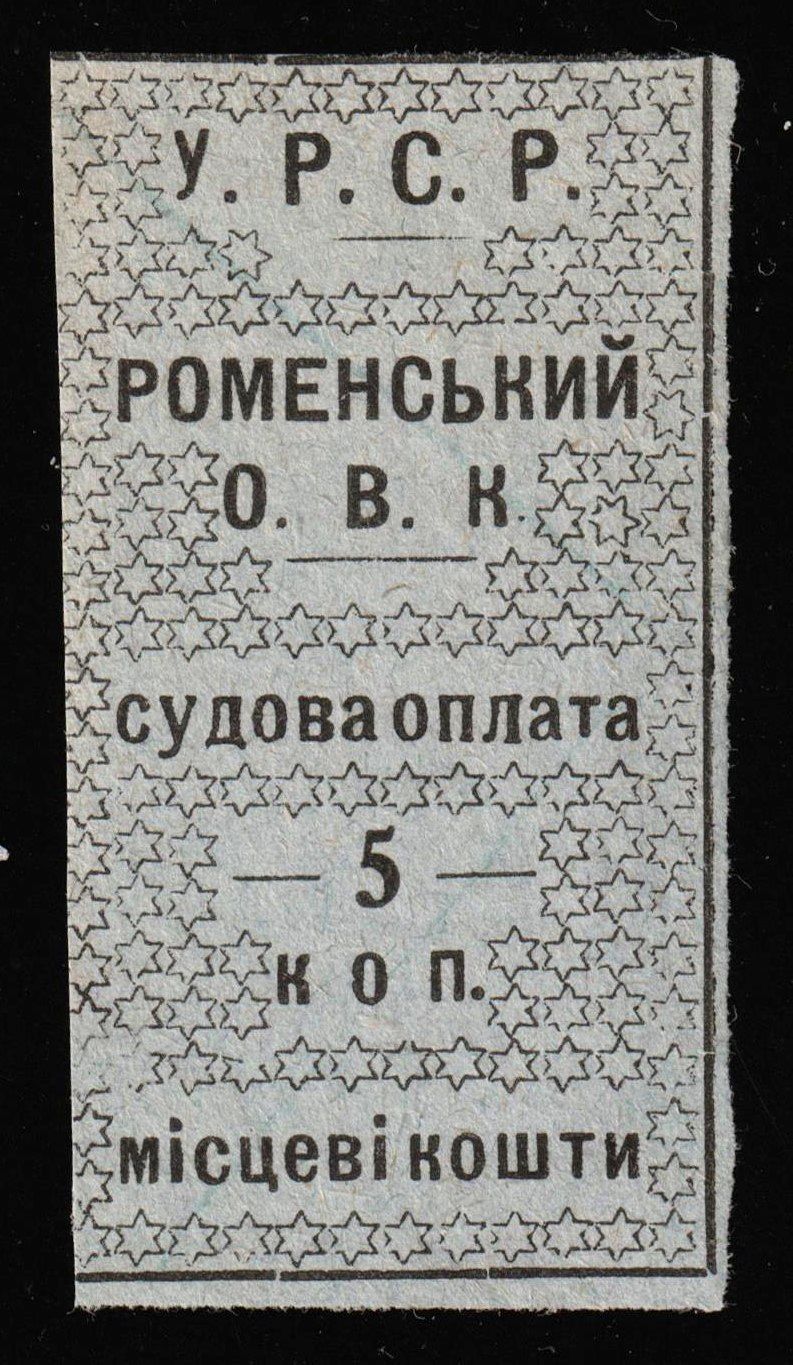 У. Р. С. Р.
РОМЕНСЬКИЙ
О. В. К.
судова оплата
— 5 —
коп.
місцеві кошти